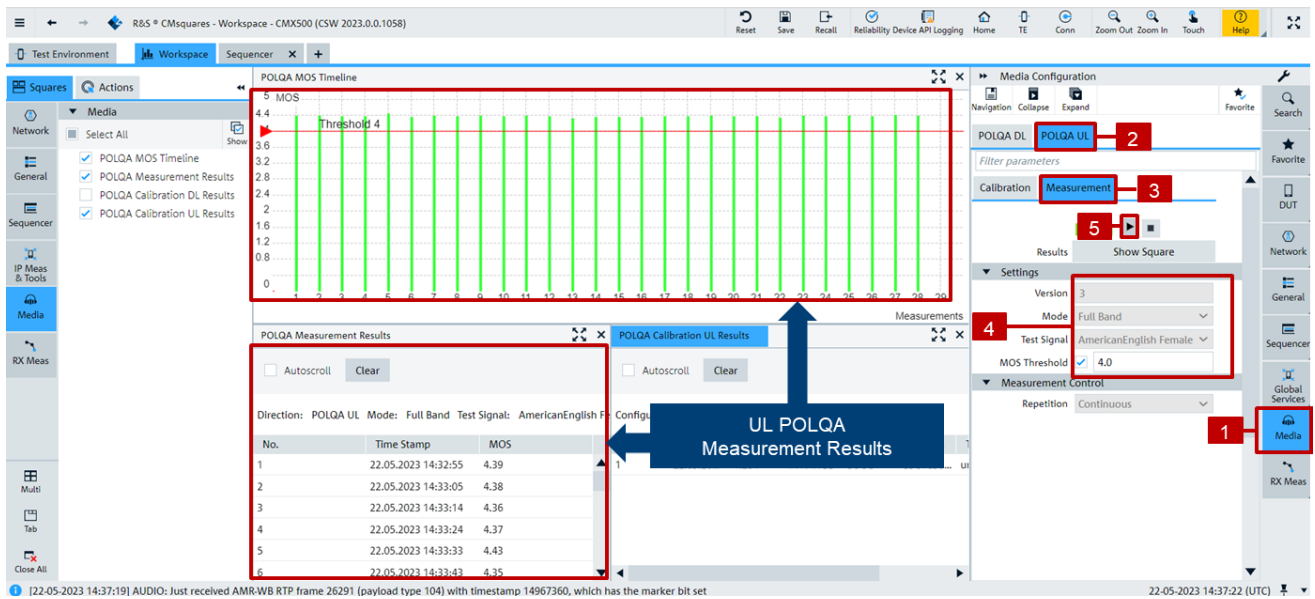 R&S ® CMsquares - Workspace - CMX500 (CSW 2023.0.0.1058)
Reset Save Recall Reliability Device API Logging Home TE Conn Zoom Out Zoom In Touch Help
Test Environment Workspace Sequencer × +
Squares Actions
Network
General
Sequencer
IP Meas
& Tools
Media
RX Meas
Multi
Tab
Close All
Media
Select All
Show
POLQA MOS Timeline
POLQA Measurement Results
POLQA Calibration DL Results
POLQA Calibration UL Results
POLQA MOS Timeline
5 MOS
4.4
Threshold 4
3.6
3.2
2.8
2.4
2
1.6
1.2
0.8
0
1 2 3 4 5 6 7 8 9 10 11 12 13 14 15 16 17 18 19 20 21 22 23 24 25 26 27 28 29
Measurements
POLQA Measurement Results
Autoscroll Clear
Direction: POLQA UL Mode: Full Band Test Signal: AmericanEnglish
No. Time Stamp MOS
1 22.05.2023 14:32:55 4.39
2 22.05.2023 14:33:05 4.38
3 22.05.2023 14:33:14 4.36
4 22.05.2023 14:33:24 4.37
5 22.05.2023 14:33:33 4.43
6 22.05.2023 14:33:43 4.35
POLQA Calibration UL Results
Autoscroll Clear
1
UL POLQA
Measurement Results
Media Configuration
Navigation Collapse Expand Favorite
POLQA DL POLQA UL 2
Filter parameters
Calibration Measurement 3
5
Results Show Square
Settings
Version 3
Mode Full Band
4
Test Signal AmericanEnglish Female
MOS Threshold 4.0
Measurement Control
Repetition Continuous
1
Search
Favorite
DUT
Network
General
Sequencer
Global
Services
Media
RX Meas
[22-05-2023 14:37:19] AUDIO: Just received AMR-WB RTP frame 26291 (payload type 104) with timestamp 14967360, which has the marker bit set
22-05-2023 14:37:22 (UTC)